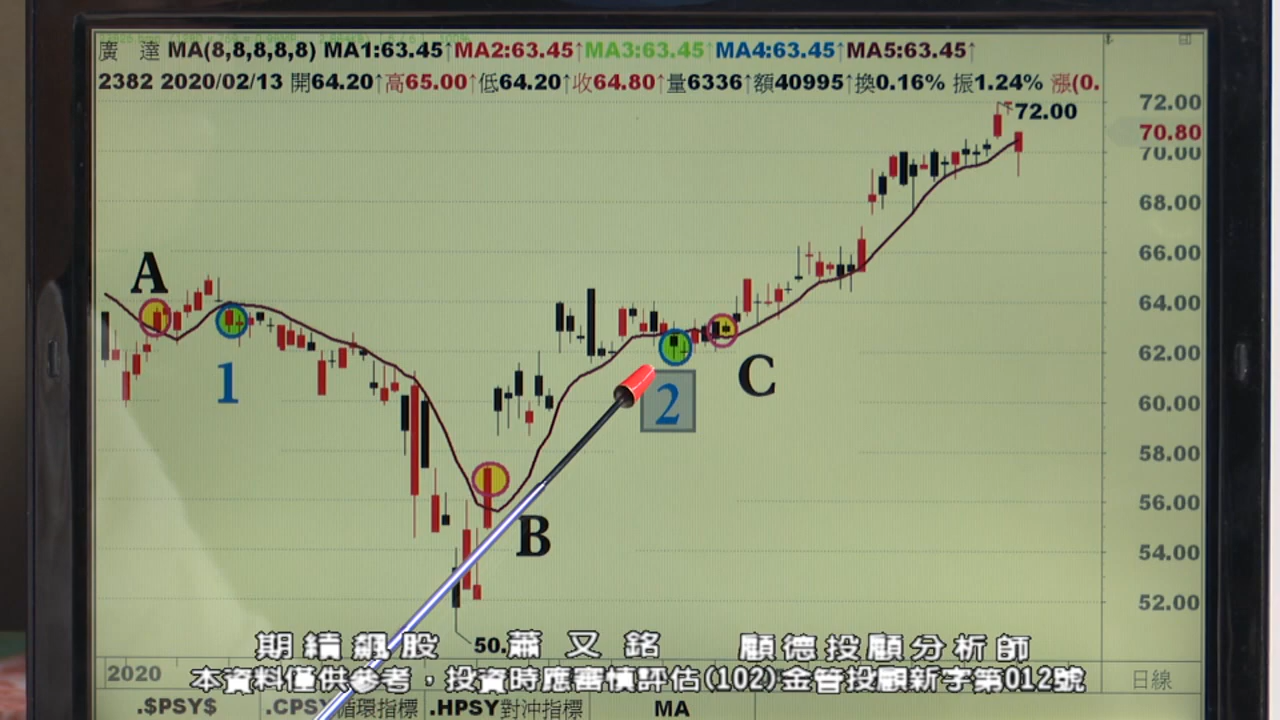 廣 達 MA(8,8,8,8,8) MA1:63.45↑MA2:63.45↑MA3:63.45↑MA4:63.45↑MA5:63.45↑
2382 2020/02/13 開64.20↑高65.00↑低64.20↑收64.80↑量6336↑額40995↑換0.16% 振1.24% 漲(0.
72.00
72.00
70.80
70.00
68.00
66.00
A
64.00
62.00
1
2
C
60.00
58.00
56.00
B
54.00
52.00
50.
期續飆股 蕭又銘 顧德投顧分析師
2020
本資料僅供參考，投資時應審慎評估(102)金管投顧新字第012號
日線
.$PSY$
.CPSY循環指標
.HPSY對沖指標
MA